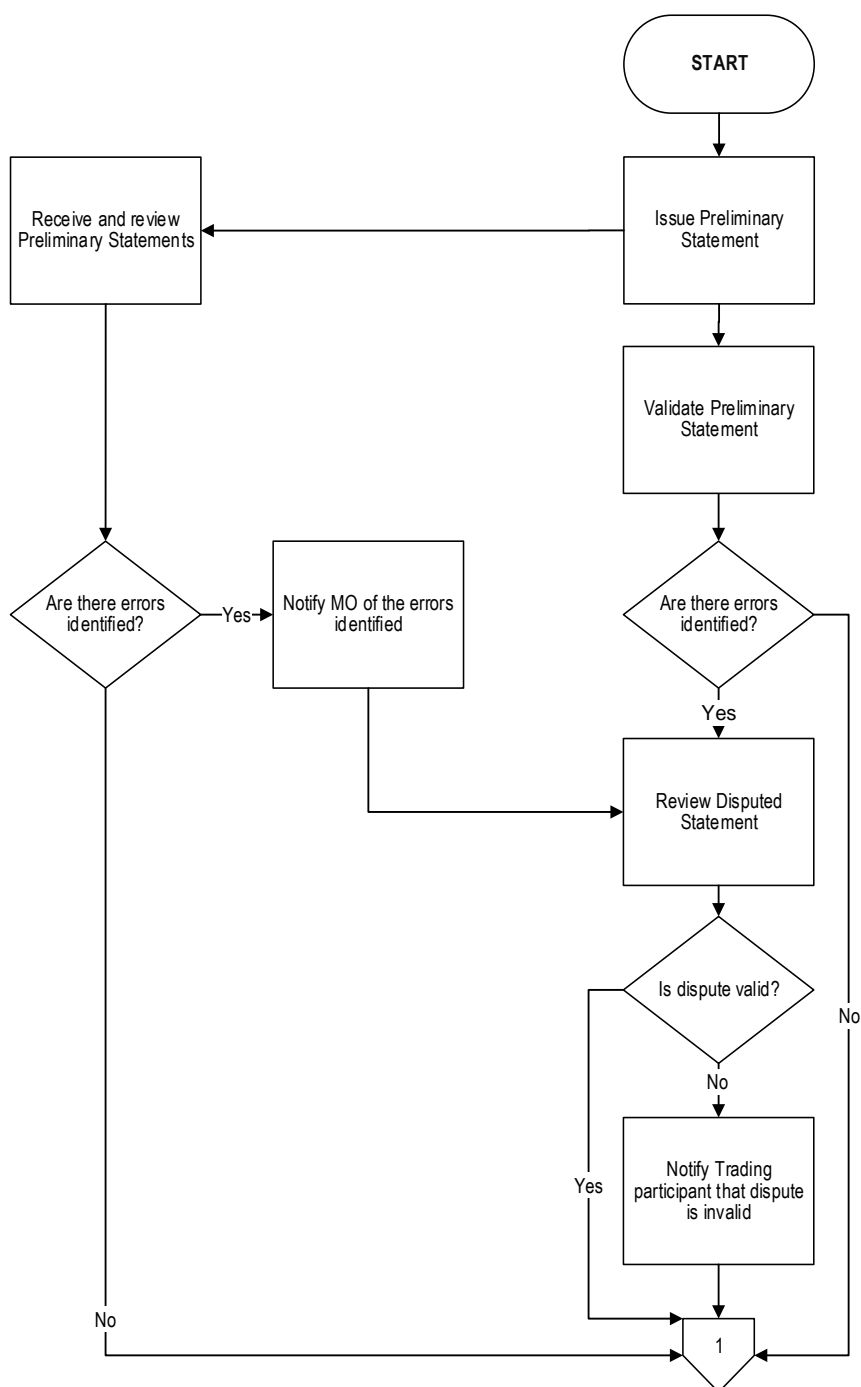 START
Receive and review
Preliminary Statements
Issue Preliminary
Statement
Validate Preliminary
Statement
Are there errors
identified?
Yes
Notify MO of the errors
identified
Are there errors
identified?
Yes
Review Disputed
Statement
Is dispute valid?
No
No
Notify Trading
participant that dispute
is invalid
Yes
No
1